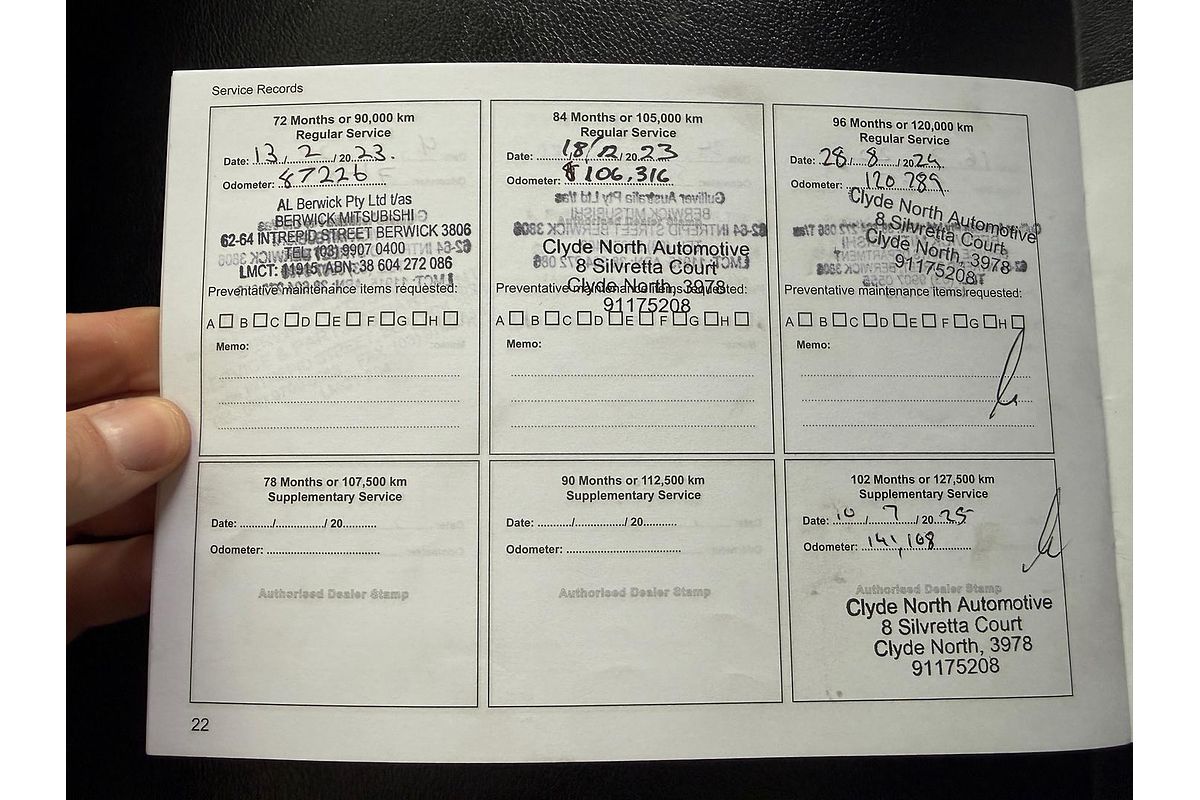 Service Records
72 Months or 90,000 km
Regular Service
Date: 13/2/2023.
Odometer: 87226
AL Berwick Pty Ltd t/as
BERWICK MITSUBISHI
62-64 INTREPID STREET BERWICK 3806
TEL: (03) 9907 0400
LMCT: 11915, ABN: 38 604 272 086
Preventative maintenance items requested:
A B C D E F G H
Memo:
84 Months or 105,000 km
Regular Service
Date: 18/12/2023
Odometer: 106,316
Clyde North Automotive
8 Silvretta Court
Clyde North, 3978
91175208
Preventative maintenance items requested:
A B C D E F G H
Memo:
96 Months or 120,000 km
Regular Service
Date: 28/8/2024
Odometer: 120 789
Clyde North Automotive
8 Silvretta Court
Clyde North, 3978
91175208
Preventative maintenance items requested:
A B C D E F G H
Memo:
78 Months or 107,500 km
Supplementary Service
Date: ........../............../ 20..........
Odometer: ..................................
Authorised Dealer Stamp
90 Months or 112,500 km
Supplementary Service
Date: ........../............../ 20..........
Odometer: ..................................
Authorised Dealer Stamp
102 Months or 127,500 km
Supplementary Service
Date: 10/7/2025
Odometer: 141,168
Authorised Dealer Stamp
Clyde North Automotive
8 Silvretta Court
Clyde North, 3978
91175208
22